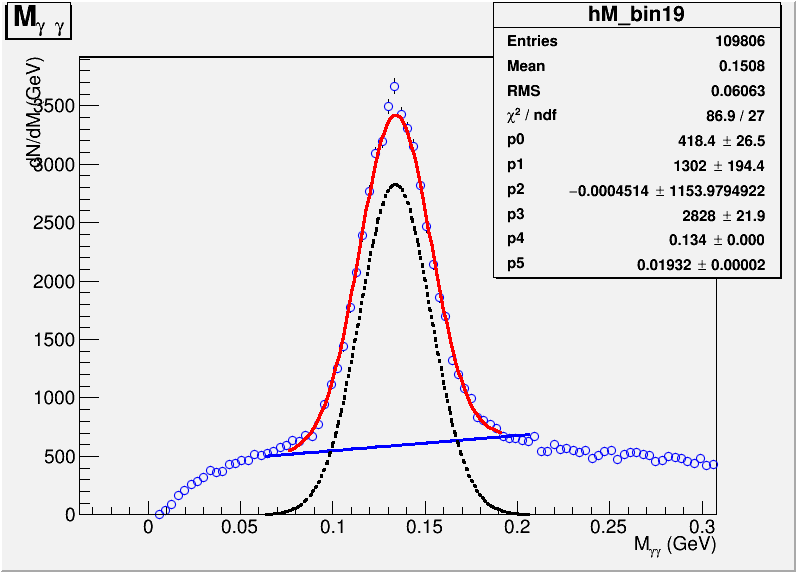 M γ γ
hM_bin19
Entries 109806
Mean 0.1508
RMS 0.06063
χ² / ndf 86.9 / 27
p0 418.4 ± 26.5
p1 1302 ± 194.4
p2 −0.0004514 ± 1153.9794922
p3 2828 ± 21.9
p4 0.134 ± 0.000
p5 0.01932 ± 0.00002
dN/dM (GeV)
3500
3000
2500
2000
1500
1000
500
0
0 0.05 0.1 0.15 0.2 0.25 0.3
M γγ (GeV)